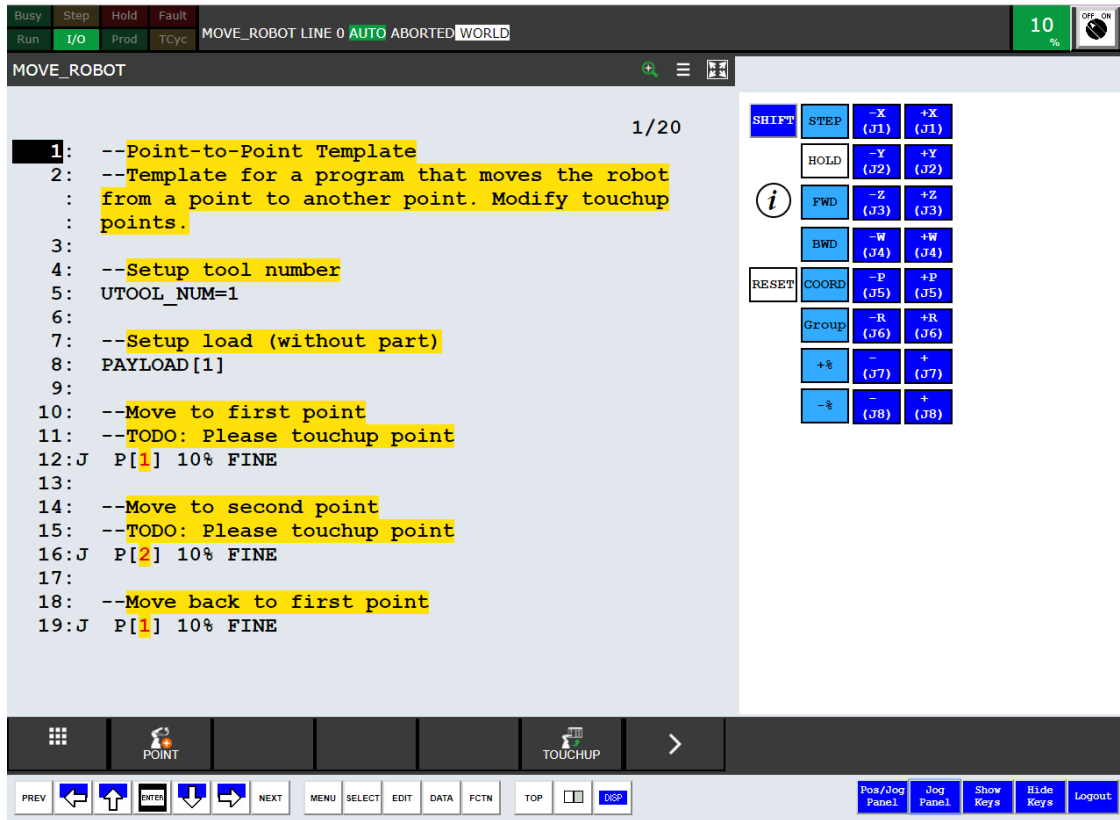 Busy Step Hold Fault
Run I/O Prod TCyc
MOVE_ROBOT LINE 0 AUTO ABORTED WORLD
10
%
OFF ON
MOVE_ROBOT
1/20
1: --Point-to-Point Template
2: --Template for a program that moves the robot
: from a point to another point. Modify touchup
: points.
3:
4: --Setup tool number
5: UTOOL_NUM=1
6:
7: --Setup load (without part)
8: PAYLOAD[1]
9:
10: --Move to first point
11: --TODO: Please touchup point
12:J P[1] 10% FINE
13:
14: --Move to second point
15: --TODO: Please touchup point
16:J P[2] 10% FINE
17:
18: --Move back to first point
19:J P[1] 10% FINE
SHIFT STEP -X (J1) +X (J1)
HOLD -Y (J2) +Y (J2)
i FWD -Z (J3) +Z (J3)
BWD -W (J4) +W (J4)
RESET COORD -P (J5) +P (J5)
Group -R (J6) +R (J6)
+% - (J7) + (J7)
-% - (J8) + (J8)
POINT TOUCHUP
PREV ENTER NEXT MENU SELECT EDIT DATA FCTN TOP DISP
Pos/Jog Panel Jog Panel Show Keys Hide Keys Logout